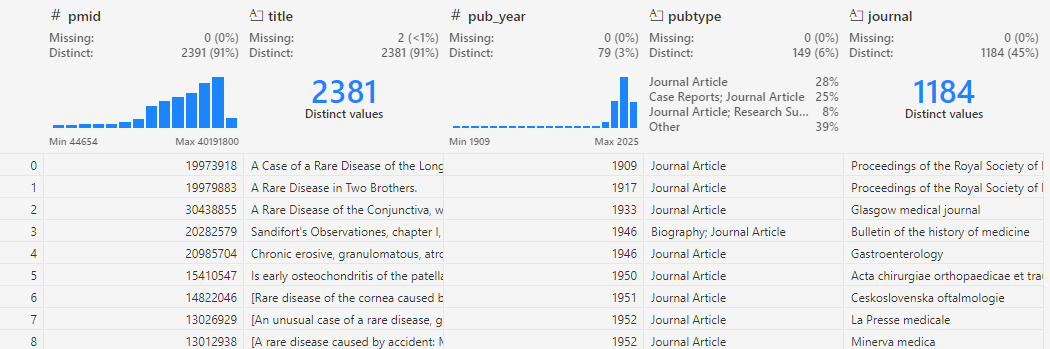 # pmid title # pub_year pubtype journal
Missing: 0 (0%) Missing: 2 (<1%) Missing: 0 (0%) Missing: 0 (0%) Missing: 0 (0%)
Distinct: 2391 (91%) Distinct: 2381 (91%) Distinct: 79 (3%) Distinct: 149 (6%) Distinct: 1184 (45%)
2381
Distinct values
Journal Article 28%
Case Reports; Journal Article 25%
Journal Article; Research Su... 8%
Other 39%
1184
Distinct values
Min 44654 Max 40191800 Min 1909 Max 2025
0 19973918 A Case of a Rare Disease of the Long 1909 Journal Article Proceedings of the Royal Society of
1 19979883 A Rare Disease in Two Brothers. 1917 Journal Article Proceedings of the Royal Society of
2 30438855 A Rare Disease of the Conjunctiva, w 1933 Journal Article Glasgow medical journal
3 20282579 Sandifort's Observationes, chapter I, 1946 Biography; Journal Article Bulletin of the history of medicine
4 20985704 Chronic erosive, granulomatous, atro 1946 Journal Article Gastroenterology
5 15410547 Is early osteochondritis of the patella 1950 Journal Article Acta chirurgiae orthopaedicae et trau
6 14822046 [Rare disease of the cornea caused b 1951 Journal Article Ceskoslovenska oftalmologie
7 13026929 [An unusual case of a rare disease, g 1952 Journal Article La Presse medicale
8 13012938 [A rare disease caused by accident: M 1952 Journal Article Minerva medica